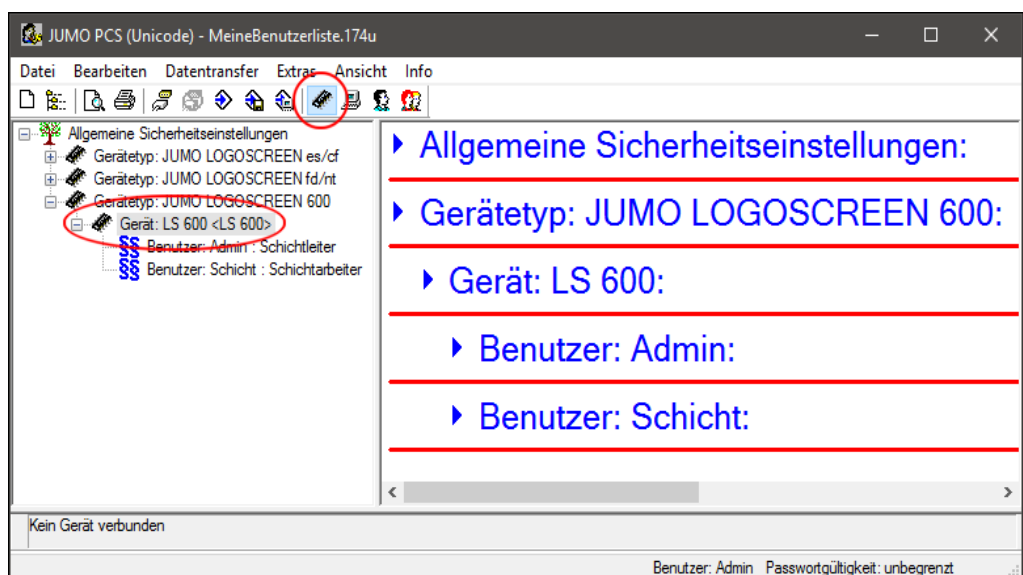 JUMO PCS (Unicode) - MeineBenutzerliste.174u
Datei Bearbeiten Datentransfer Extras Ansicht Info
Allgemeine Sicherheitseinstellungen
Gerätetyp: JUMO LOGOSCREEN es/cf
Gerätetyp: JUMO LOGOSCREEN fd/nt
Gerätetyp: JUMO LOGOSCREEN 600
Gerät: LS 600 <LS 600>
§§ Benutzer: Admin : Schichtleiter
§§ Benutzer: Schicht : Schichtarbeiter
Allgemeine Sicherheitseinstellungen:
Gerätetyp: JUMO LOGOSCREEN 600:
Gerät: LS 600:
Benutzer: Admin:
Benutzer: Schicht:
Kein Gerät verbunden
Benutzer: Admin Passwortgültigkeit: unbegrenzt